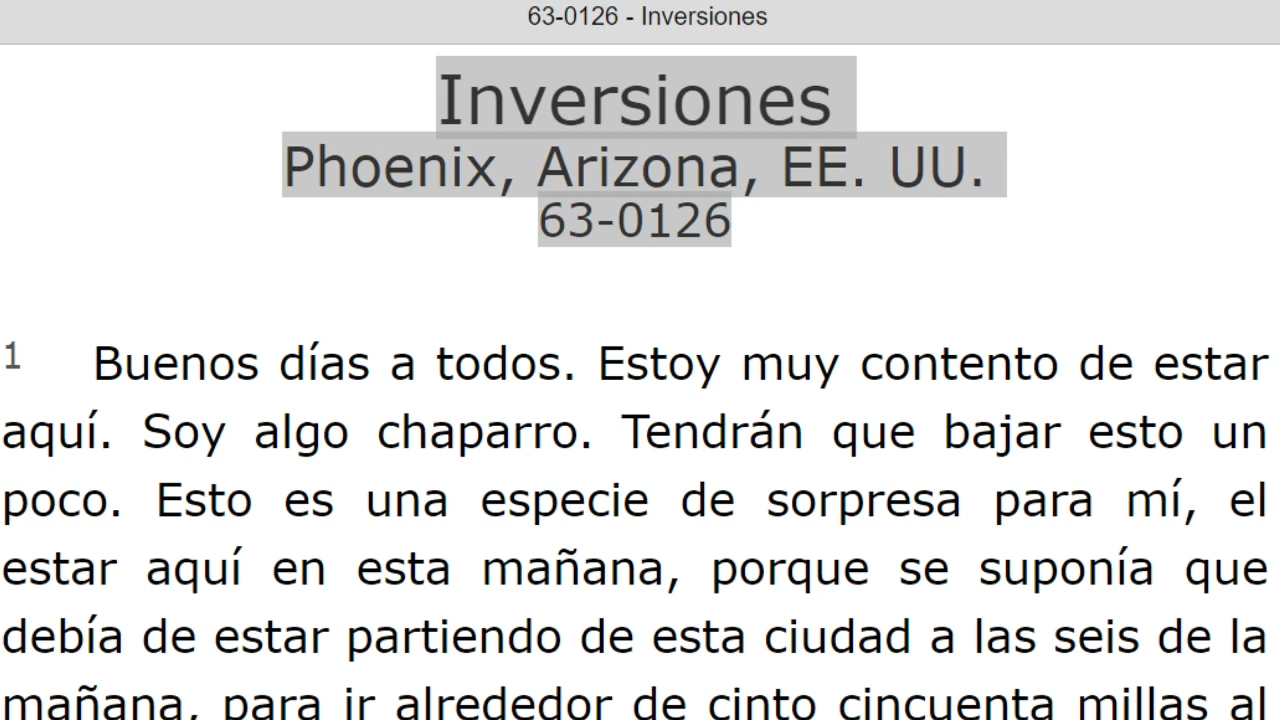 63-0126 - Inversiones
Inversiones
Phoenix, Arizona, EE. UU.
63-0126
1 Buenos días a todos. Estoy muy contento de estar
aquí. Soy algo chaparro. Tendrán que bajar esto un
poco. Esto es una especie de sorpresa para mí, el
estar aquí en esta mañana, porque se suponía que
debía de estar partiendo de esta ciudad a las seis de la
mañana, para ir alrededor de cinto cincuenta millas al